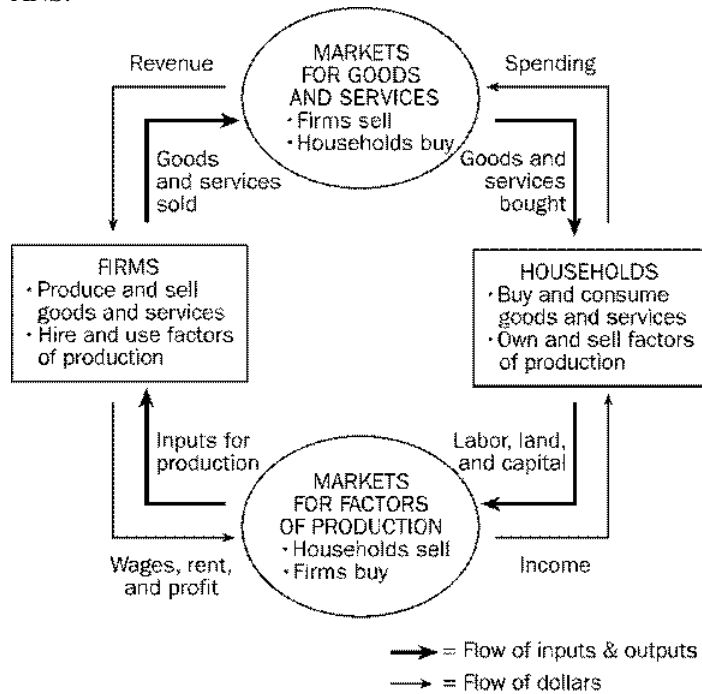 ANS:
MARKETS
FOR GOODS
AND SERVICES
• Firms sell
• Households buy
Revenue
Spending
Goods
and services
sold
Goods and
services
bought
FIRMS
• Produce and sell
goods and services
• Hire and use factors
of production
HOUSEHOLDS
• Buy and consume
goods and services
• Own and sell factors
of production
Inputs for
production
Labor, land,
and capital
MARKETS
FOR FACTORS
OF PRODUCTION
• Households sell
• Firms buy
Wages, rent,
and profit
Income
= Flow of inputs & outputs
= Flow of dollars